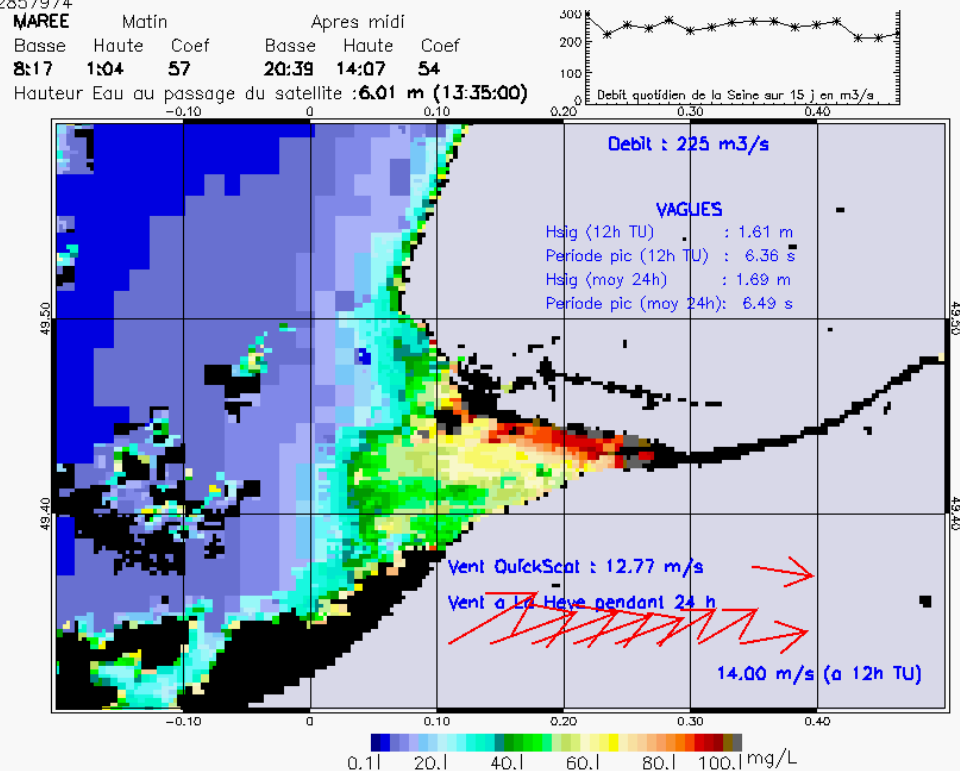 2857974
MAREE Matin Apres midi
Basse Haute Coef Basse Haute Coef
8:17 1:04 57 20:39 14:07 54
Hauteur Eau au passage du satellite :6.01 m (13:35:00)
300
200
100
0
Debit quotidien de la Seine sur 15 j en m3/s
-0.10 0 0.10 0.20 0.30 0.40
Debit : 225 m3/s
VAGUES
Hsig (12h TU) : 1.61 m
Periode pic (12h TU) : 6.36 s
Hsig (moy 24h) : 1.69 m
Periode pic (moy 24h): 6.49 s
49.50 49.50
49.40 49.40
Vent QuickScat : 12.77 m/s
Vent a La Heve pendant 24 h
14.00 m/s (a 12h TU)
-0.10 0 0.10 0.20 0.30 0.40
0.1| 20.| 40.| 60.| 80.| 100.| mg/L